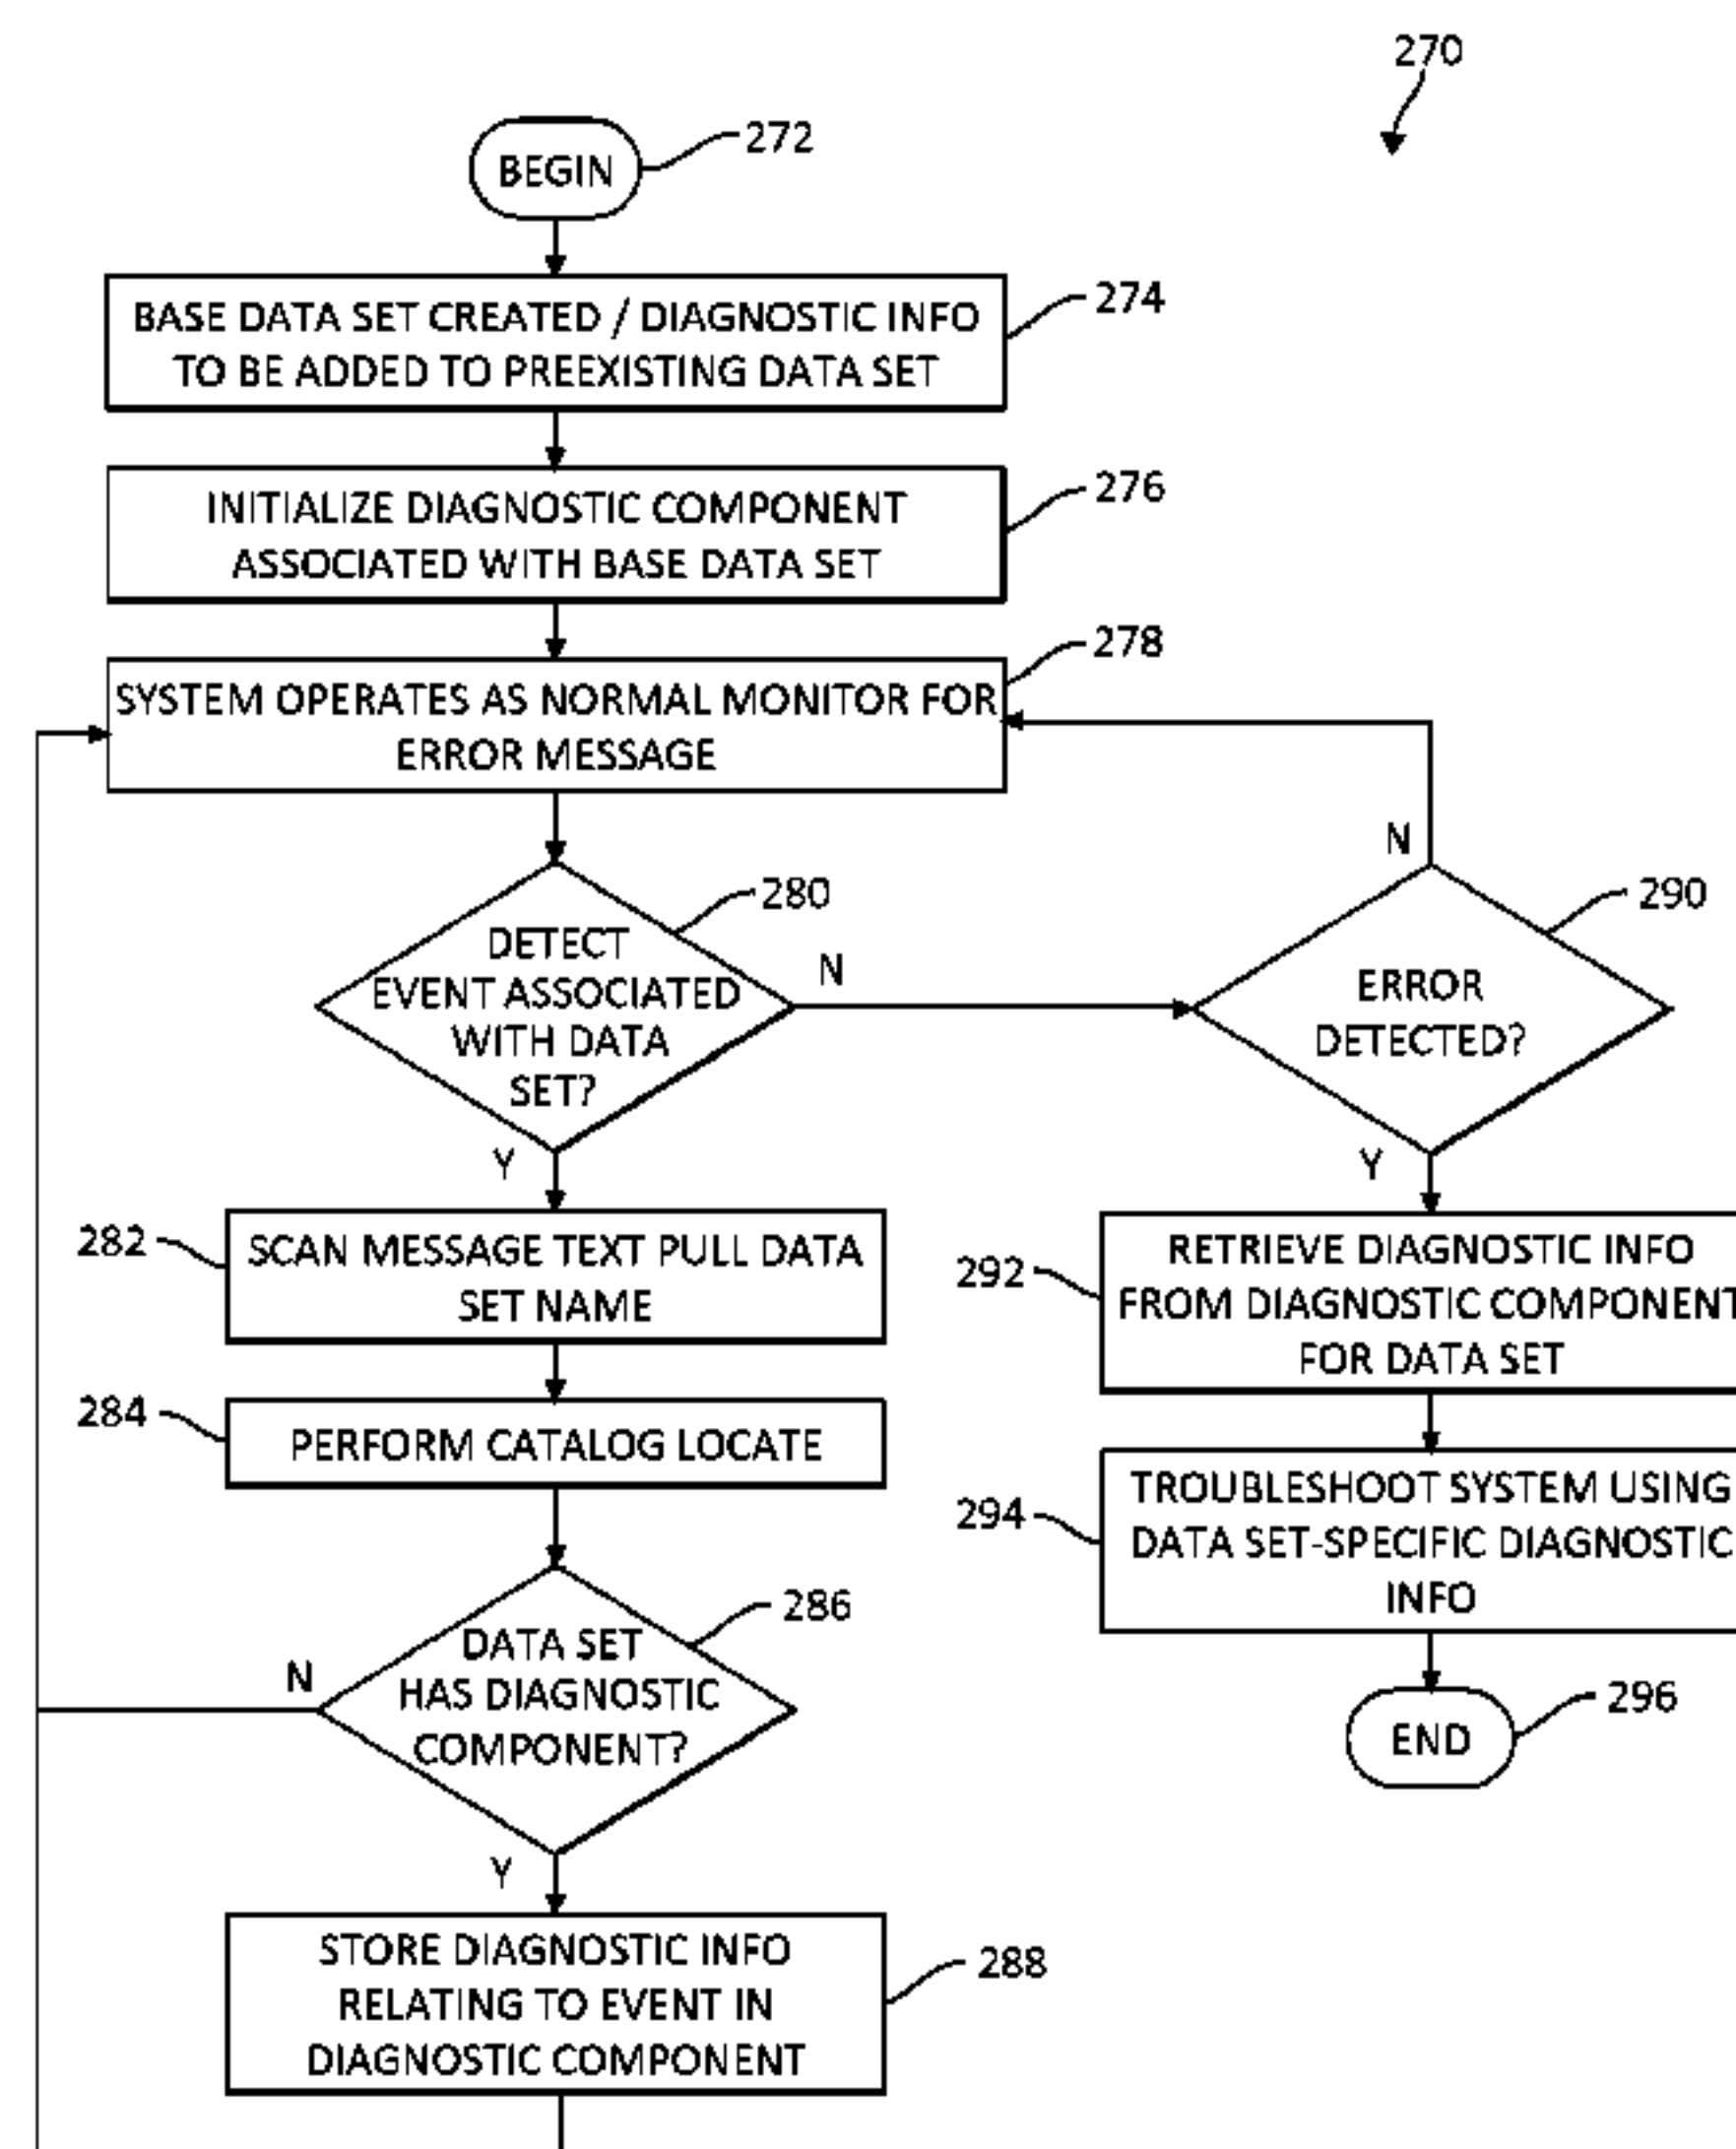 270
BEGIN
272
BASE DATA SET CREATED / DIAGNOSTIC INFO
TO BE ADDED TO PREEXISTING DATA SET
274
INITIALIZE DIAGNOSTIC COMPONENT
ASSOCIATED WITH BASE DATA SET
276
SYSTEM OPERATES AS NORMAL MONITOR FOR
ERROR MESSAGE
278
DETECT
EVENT ASSOCIATED
WITH DATA
SET?
280
N
Y
ERROR
DETECTED?
290
N
Y
282
SCAN MESSAGE TEXT PULL DATA
SET NAME
284
PERFORM CATALOG LOCATE
DATA SET
HAS DIAGNOSTIC
COMPONENT?
286
N
Y
STORE DIAGNOSTIC INFO
RELATING TO EVENT IN
DIAGNOSTIC COMPONENT
288
292
RETRIEVE DIAGNOSTIC INFO
FROM DIAGNOSTIC COMPONENT
FOR DATA SET
294
TROUBLESHOOT SYSTEM USING
DATA SET-SPECIFIC DIAGNOSTIC
INFO
END
296